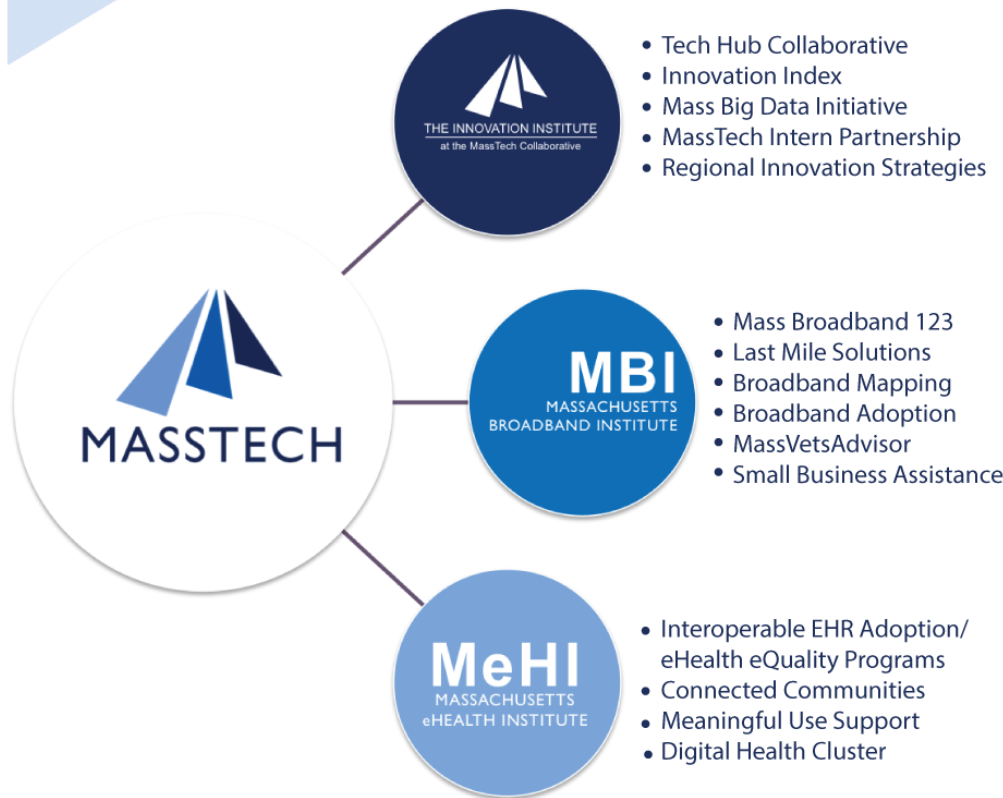 THE INNOVATION INSTITUTE
at the MassTech Collaborative
• Tech Hub Collaborative
• Innovation Index
• Mass Big Data Initiative
• MassTech Intern Partnership
• Regional Innovation Strategies
MASSTECH
MBI
MASSACHUSETTS
BROADBAND INSTITUTE
• Mass Broadband 123
• Last Mile Solutions
• Broadband Mapping
• Broadband Adoption
• MassVetsAdvisor
• Small Business Assistance
MeHI
MASSACHUSETTS
eHEALTH INSTITUTE
• Interoperable EHR Adoption/
eHealth eQuality Programs
• Connected Communities
• Meaningful Use Support
• Digital Health Cluster